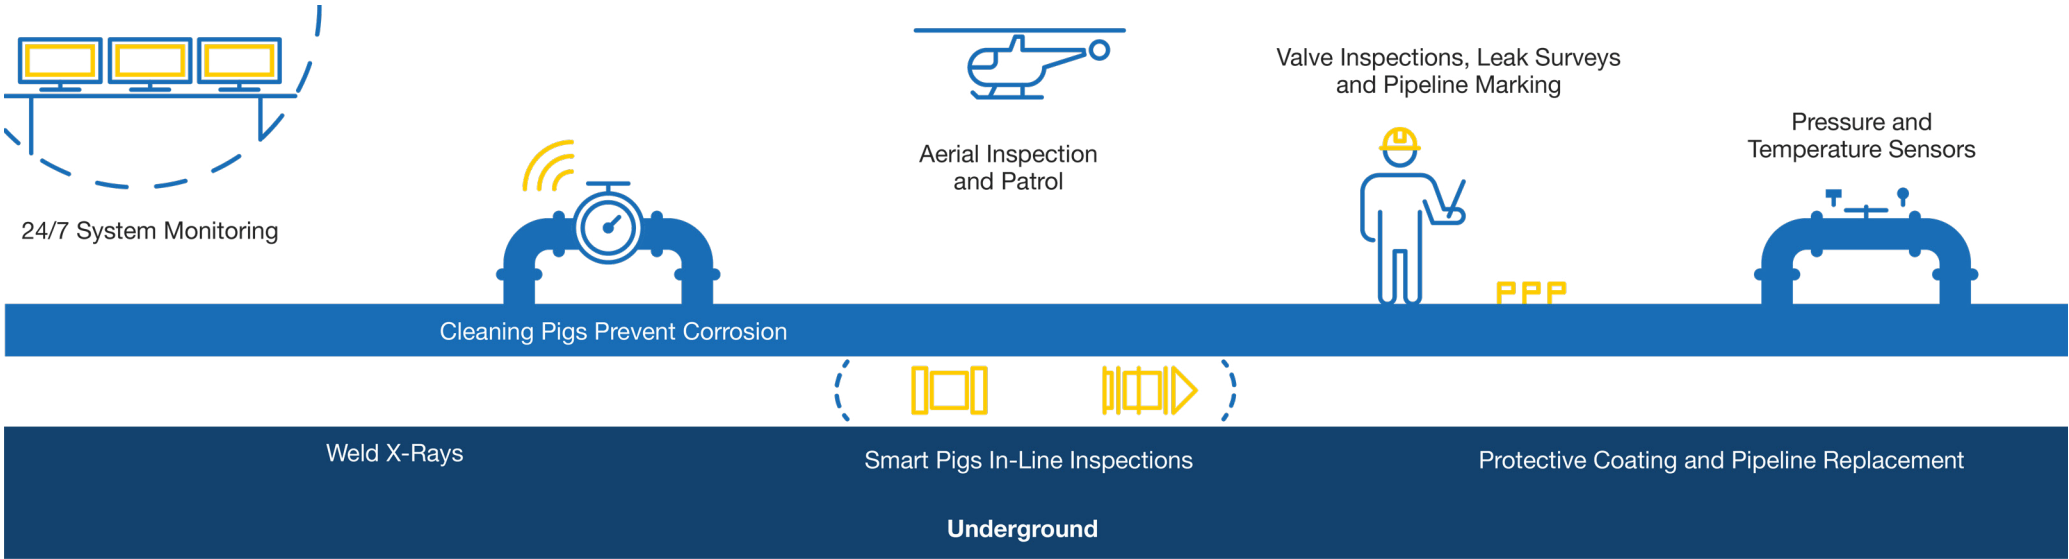 24/7 System Monitoring
Aerial Inspection
and Patrol
Valve Inspections, Leak Surveys
and Pipeline Marking
Pressure and
Temperature Sensors
Cleaning Pigs Prevent Corrosion
Weld X-Rays
Smart Pigs In-Line Inspections
Protective Coating and Pipeline Replacement
Underground